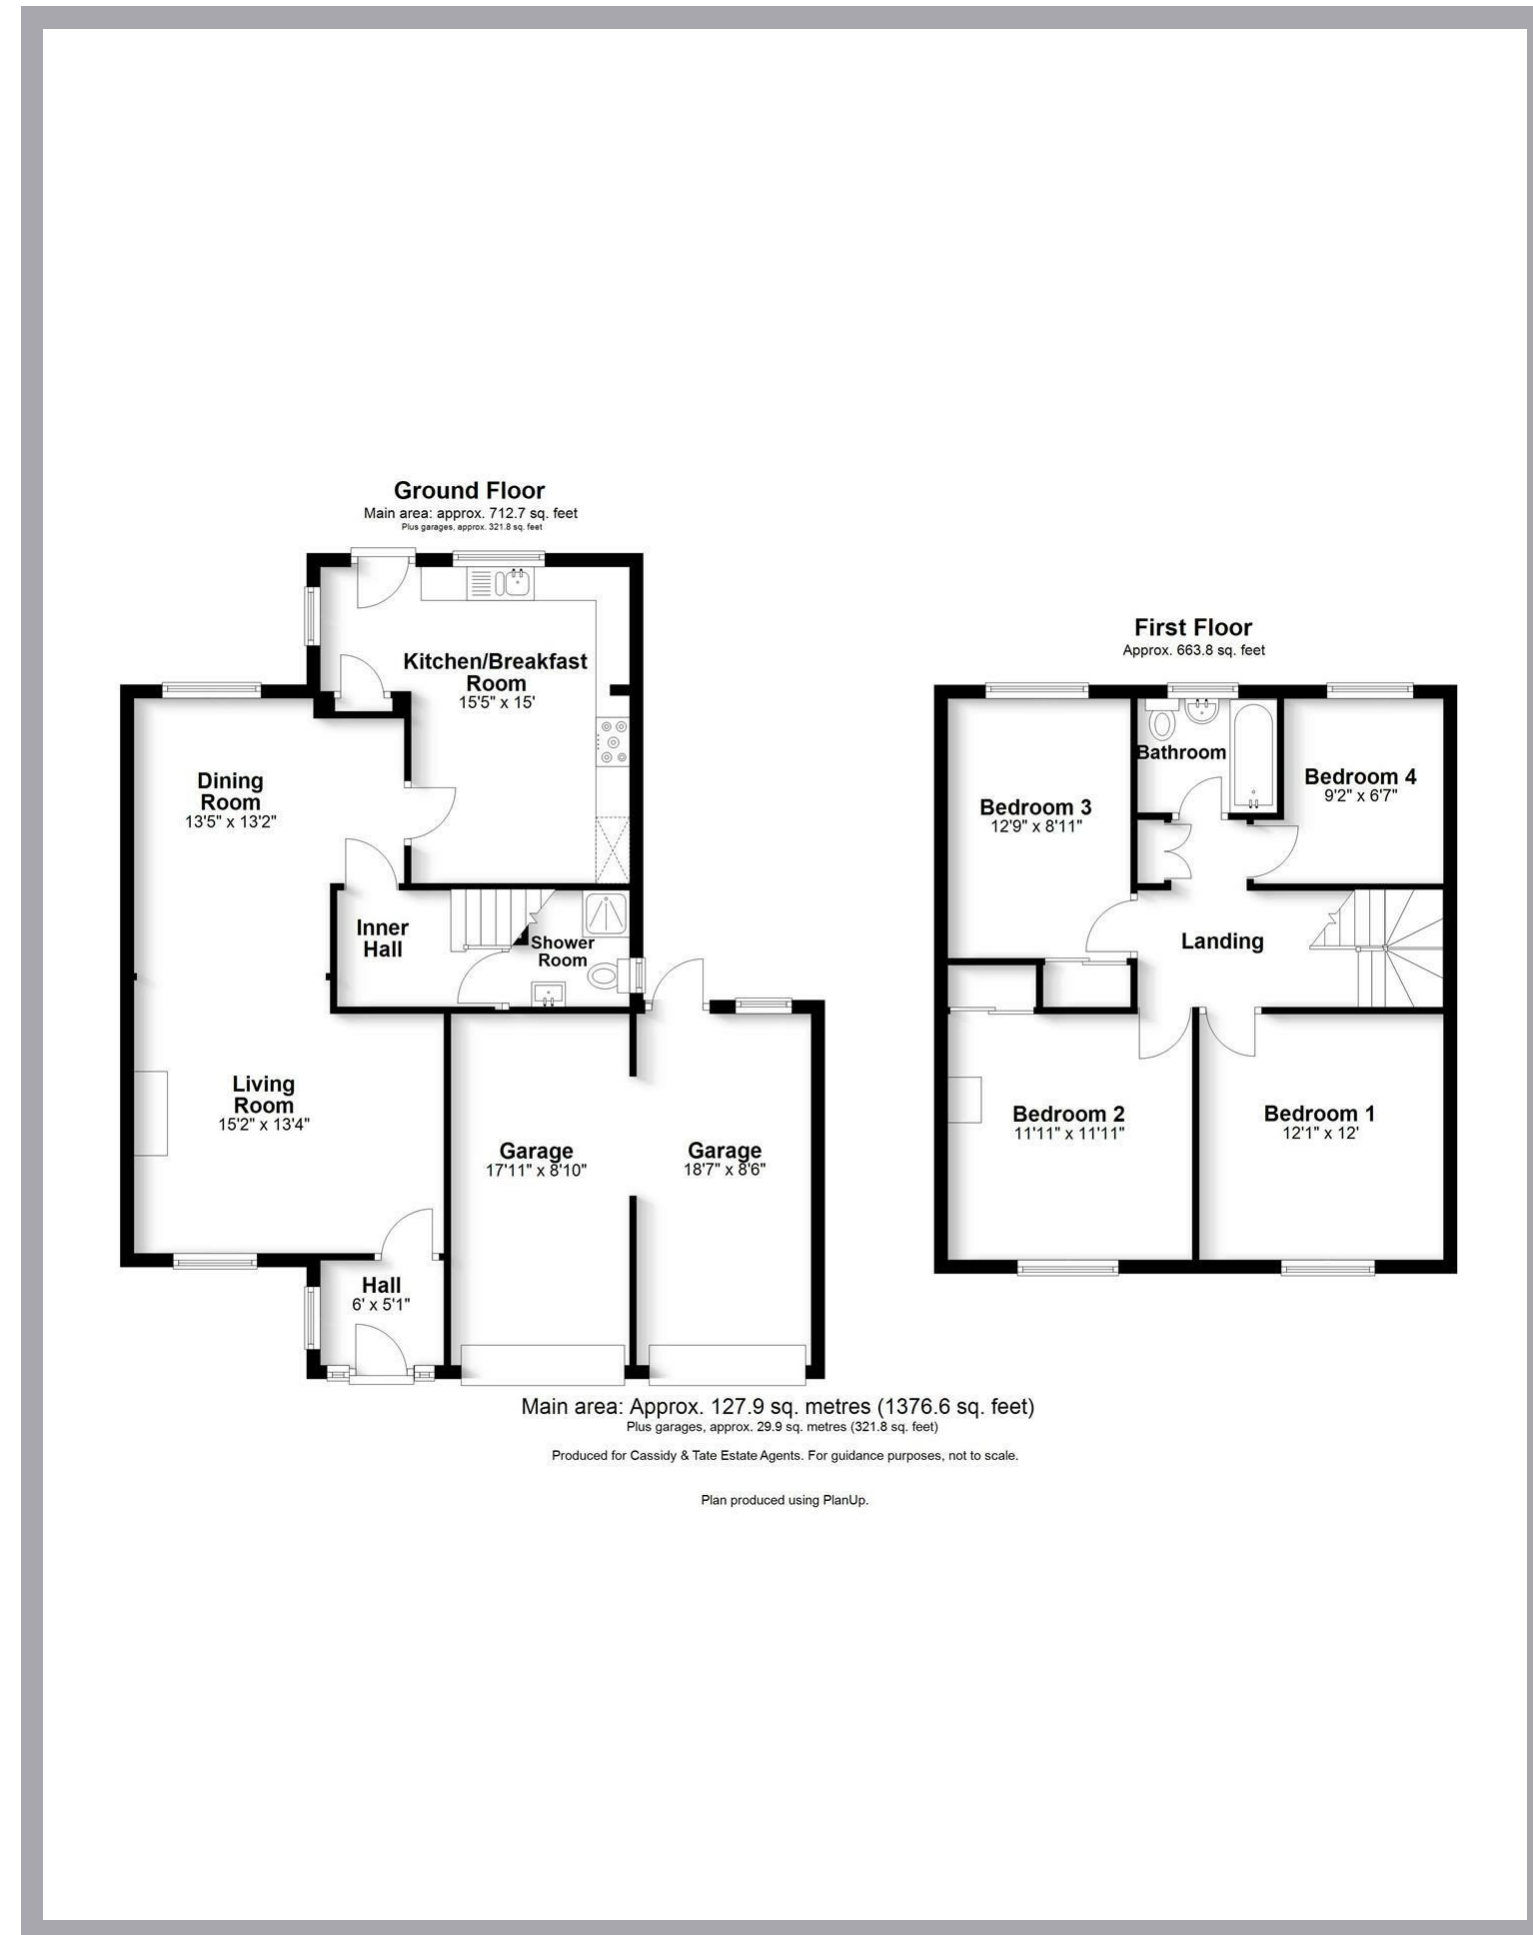 Ground Floor
Main area: approx. 712.7 sq. feet
Plus garages, approx. 321.8 sq. feet
Kitchen/Breakfast
Room
15'5" x 15'
Dining
Room
13'5" x 13'2"
Inner
Hall
Shower
Room
Living
Room
15'2" x 13'4"
Garage
17'11" x 8'10"
Garage
18'7" x 8'6"
Hall
6' x 5'1"
First Floor
Approx. 663.8 sq. feet
Bathroom
Bedroom 4
9'2" x 6'7"
Bedroom 3
12'9" x 8'11"
Landing
Bedroom 2
11'11" x 11'11"
Bedroom 1
12'1" x 12'
Main area: Approx. 127.9 sq. metres (1376.6 sq. feet)
Plus garages, approx. 29.9 sq. metres (321.8 sq. feet)
Produced for Cassidy & Tate Estate Agents. For guidance purposes, not to scale.
Plan produced using PlanUp.